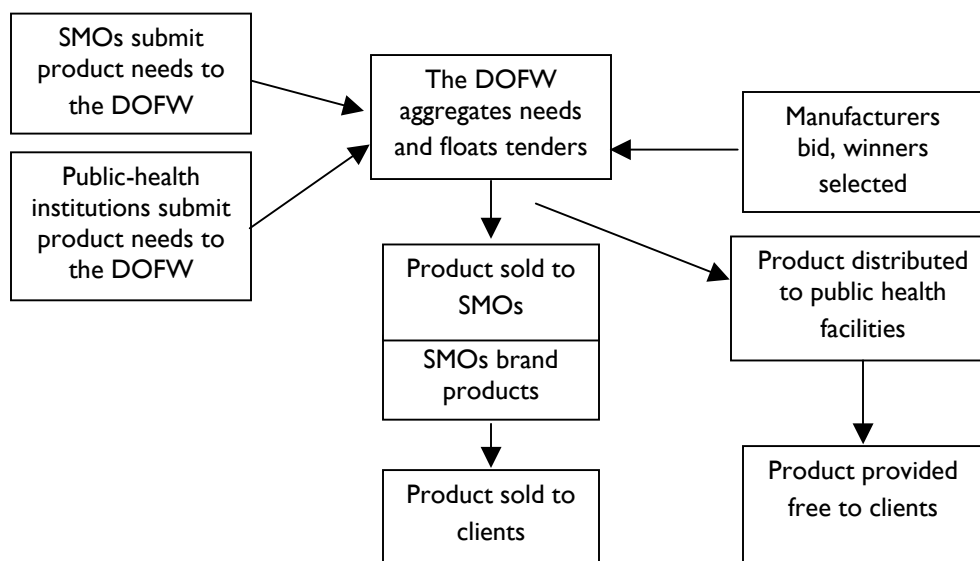 SMOs submit
product needs to
the DOFW
Public-health
institutions submit
product needs to
the DOFW
The DOFW
aggregates needs
and floats tenders
Manufacturers
bid, winners
selected
Product sold to
SMOs
SMOs brand
products
Product sold to
clients
Product distributed
to public health
facilities
Product provided
free to clients